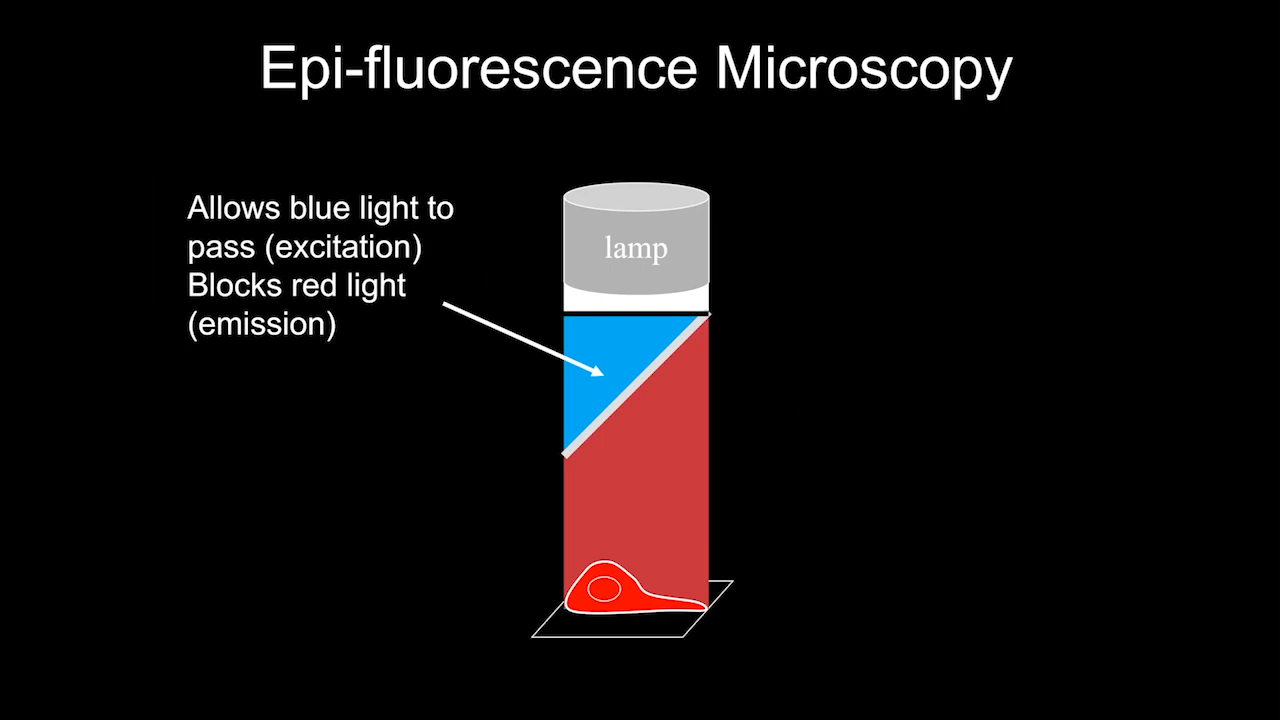 Epi-fluorescence Microscopy
Allows blue light to
pass (excitation)
Blocks red light
(emission)
lamp